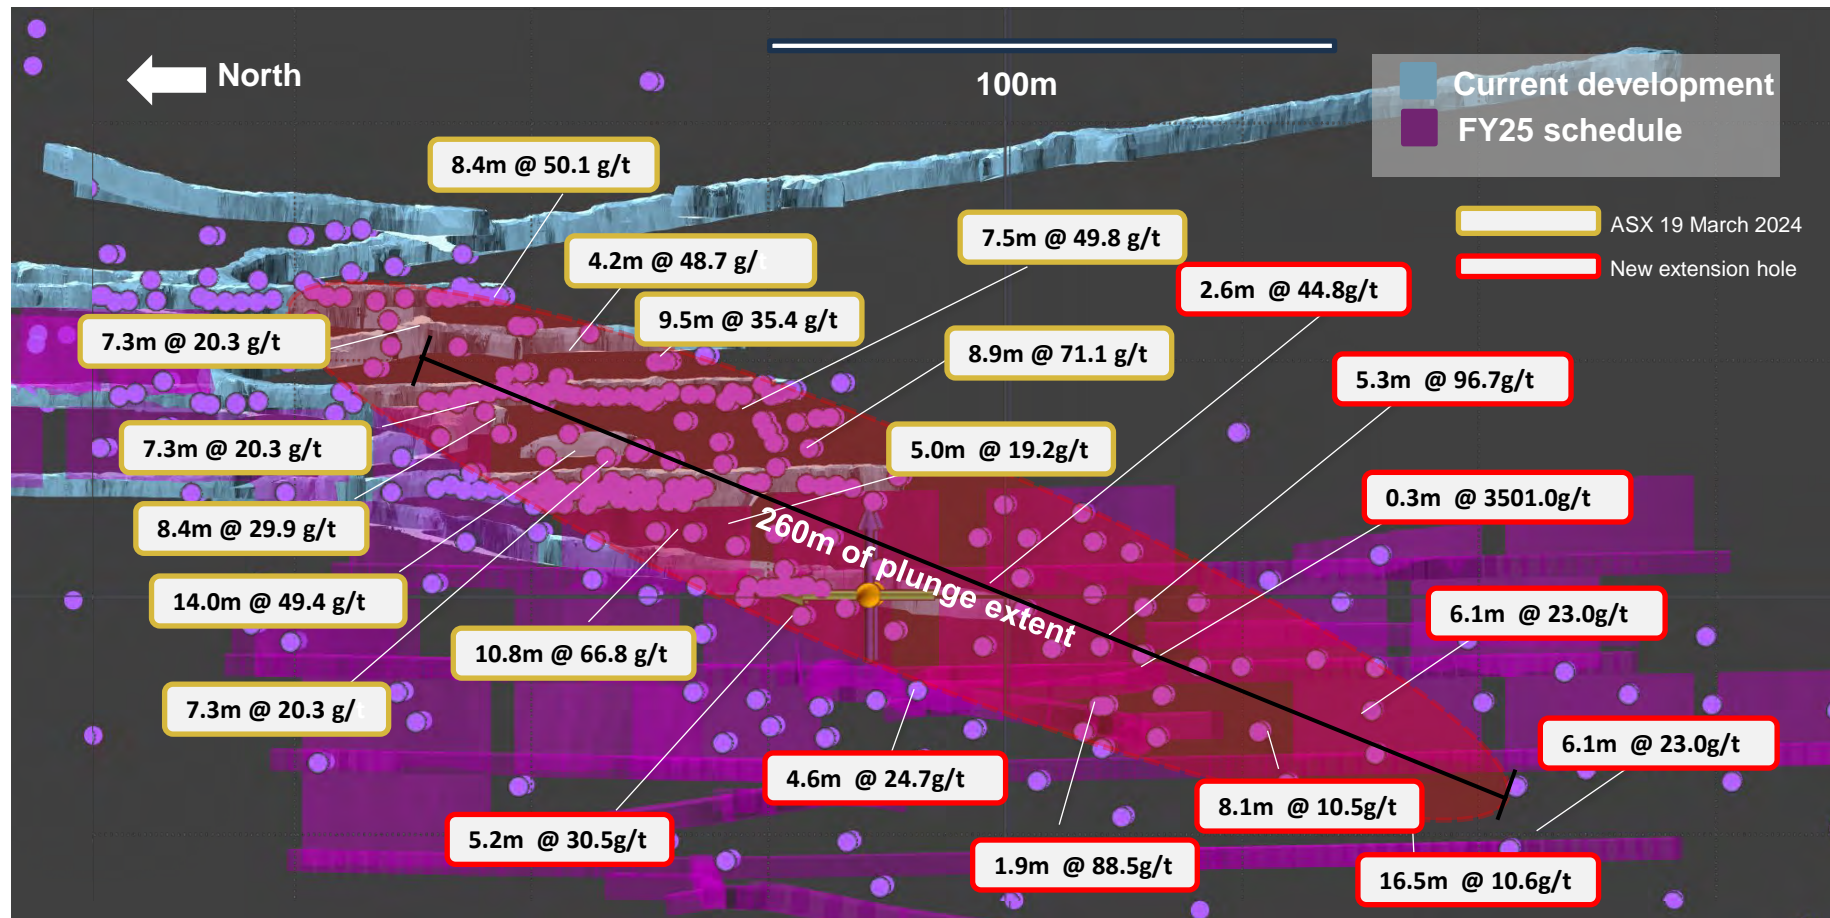 North
100m
Current development
FY25 schedule
ASX 19 March 2024
New extension hole
8.4m @ 50.1 g/t
4.2m @ 48.7 g/t
7.5m @ 49.8 g/t
2.6m @ 44.8g/t
9.5m @ 35.4 g/t
7.3m @ 20.3 g/t
8.9m @ 71.1 g/t
5.3m @ 96.7g/t
7.3m @ 20.3 g/t
5.0m @ 19.2g/t
0.3m @ 3501.0g/t
8.4m @ 29.9 g/t
260m of plunge extent
14.0m @ 49.4 g/t
6.1m @ 23.0g/t
10.8m @ 66.8 g/t
7.3m @ 20.3 g/t
6.1m @ 23.0g/t
4.6m @ 24.7g/t
8.1m @ 10.5g/t
5.2m @ 30.5g/t
1.9m @ 88.5g/t
16.5m @ 10.6g/t